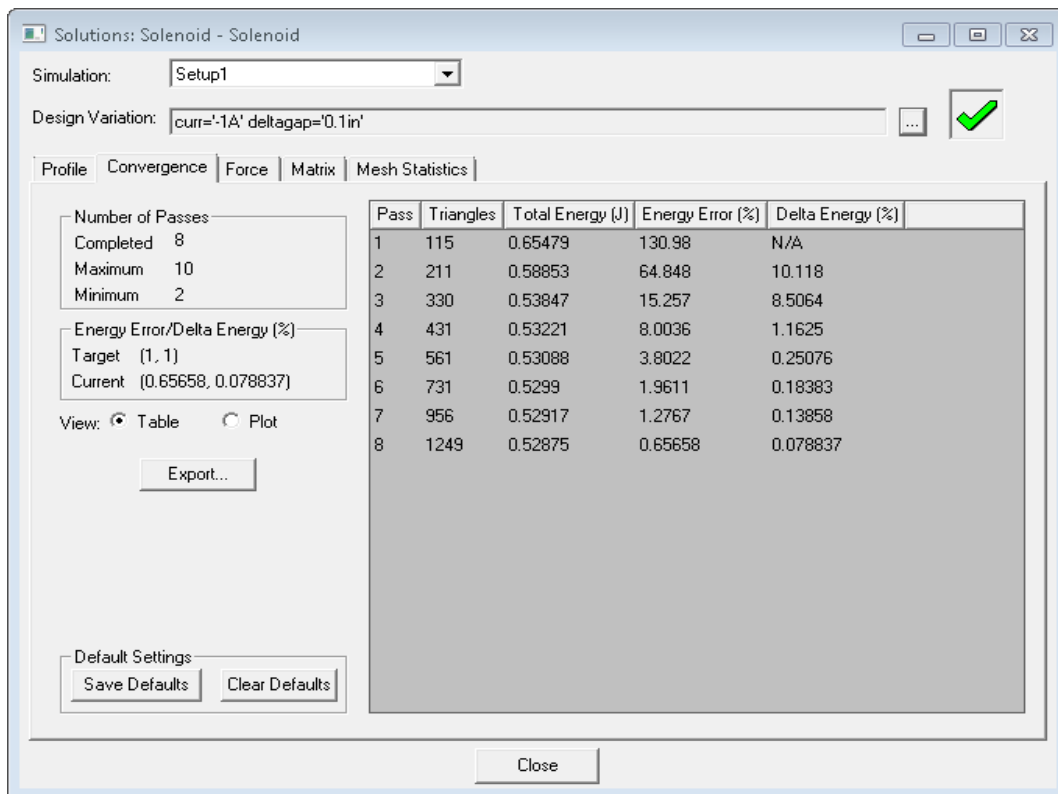 Solutions: Solenoid - Solenoid
Simulation: Setup1
Design Variation: curr='-1A' deltagap='0.1in' ...
Profile Convergence Force Matrix Mesh Statistics
Number of Passes
Completed 8
Maximum 10
Minimum 2
Energy Error/Delta Energy (%)
Target (1, 1)
Current (0.65658, 0.078837)
View: Table Plot
Export...
Default Settings
Save Defaults Clear Defaults
Pass Triangles Total Energy (J) Energy Error (%) Delta Energy (%)
1 115 0.65479 130.98 N/A
2 211 0.58853 64.848 10.118
3 330 0.53847 15.257 8.5064
4 431 0.53221 8.0036 1.1625
5 561 0.53088 3.8022 0.25076
6 731 0.5299 1.9611 0.18383
7 956 0.52917 1.2767 0.13858
8 1249 0.52875 0.65658 0.078837
Close